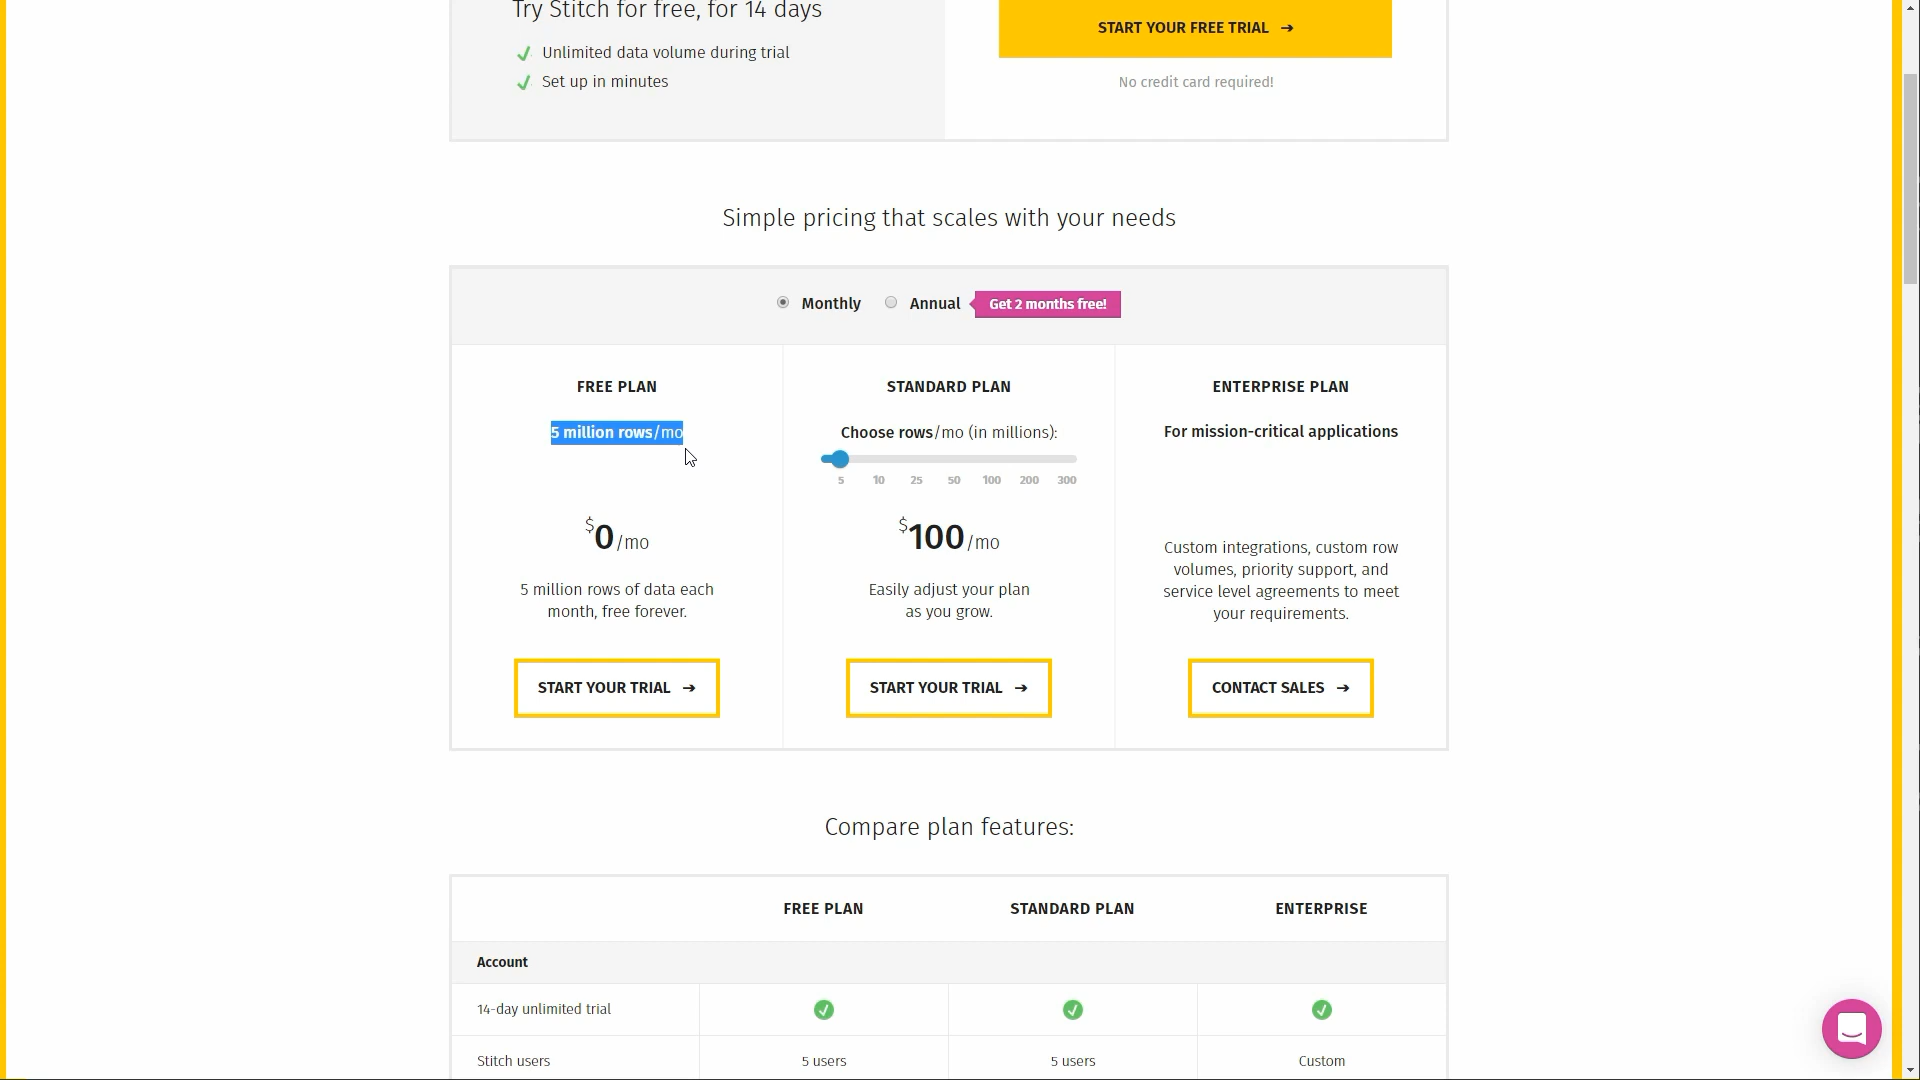 Try Stitch for free, for 14 days
Unlimited data volume during trial
Set up in minutes
START YOUR FREE TRIAL ➔
No credit card required!
Simple pricing that scales with your needs
Monthly Annual Get 2 months free!
FREE PLAN
5 million rows/mo
$0/mo
5 million rows of data each
month, free forever.
START YOUR TRIAL ➔
STANDARD PLAN
Choose rows/mo (in millions):
5 10 25 50 100 200 300
$100/mo
Easily adjust your plan
as you grow.
START YOUR TRIAL ➔
ENTERPRISE PLAN
For mission-critical applications
Custom integrations, custom row
volumes, priority support, and
service level agreements to meet
your requirements.
CONTACT SALES ➔
Compare plan features:
FREE PLAN STANDARD PLAN ENTERPRISE
Account
14-day unlimited trial
Stitch users 5 users 5 users Custom